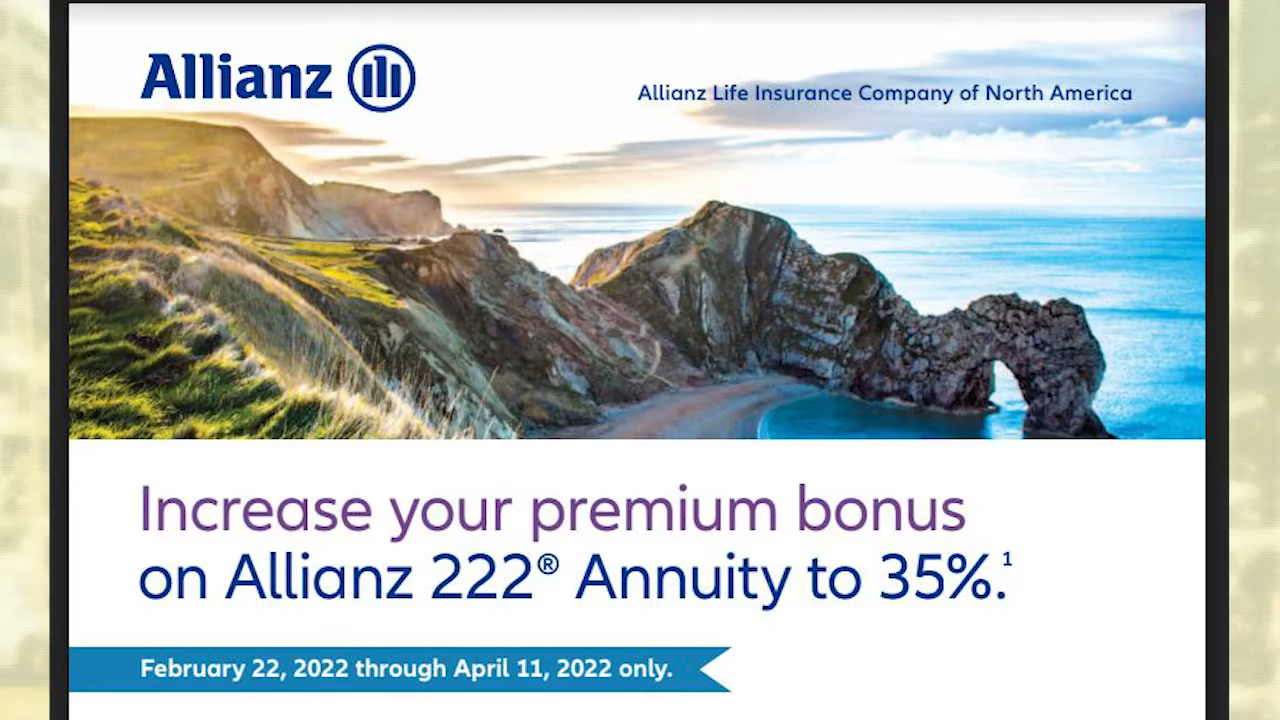 Allianz
Allianz Life Insurance Company of North America
Increase your premium bonus
on Allianz 222® Annuity to 35%.¹
February 22, 2022 through April 11, 2022 only.